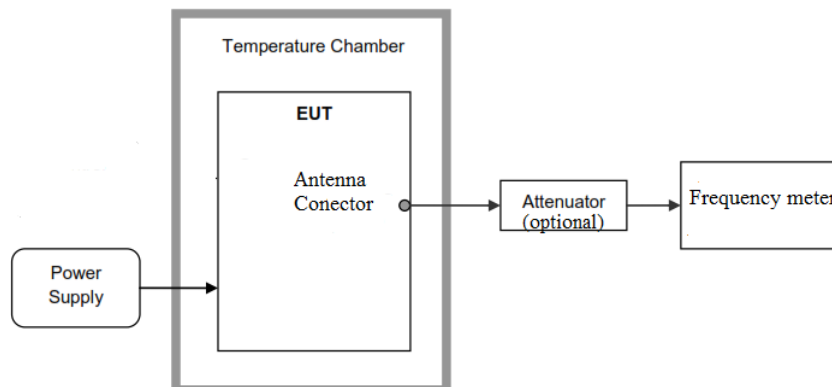 Temperature Chamber
EUT
Antenna
Conector
Attenuator
(optional)
Frequency meter
Power
Supply